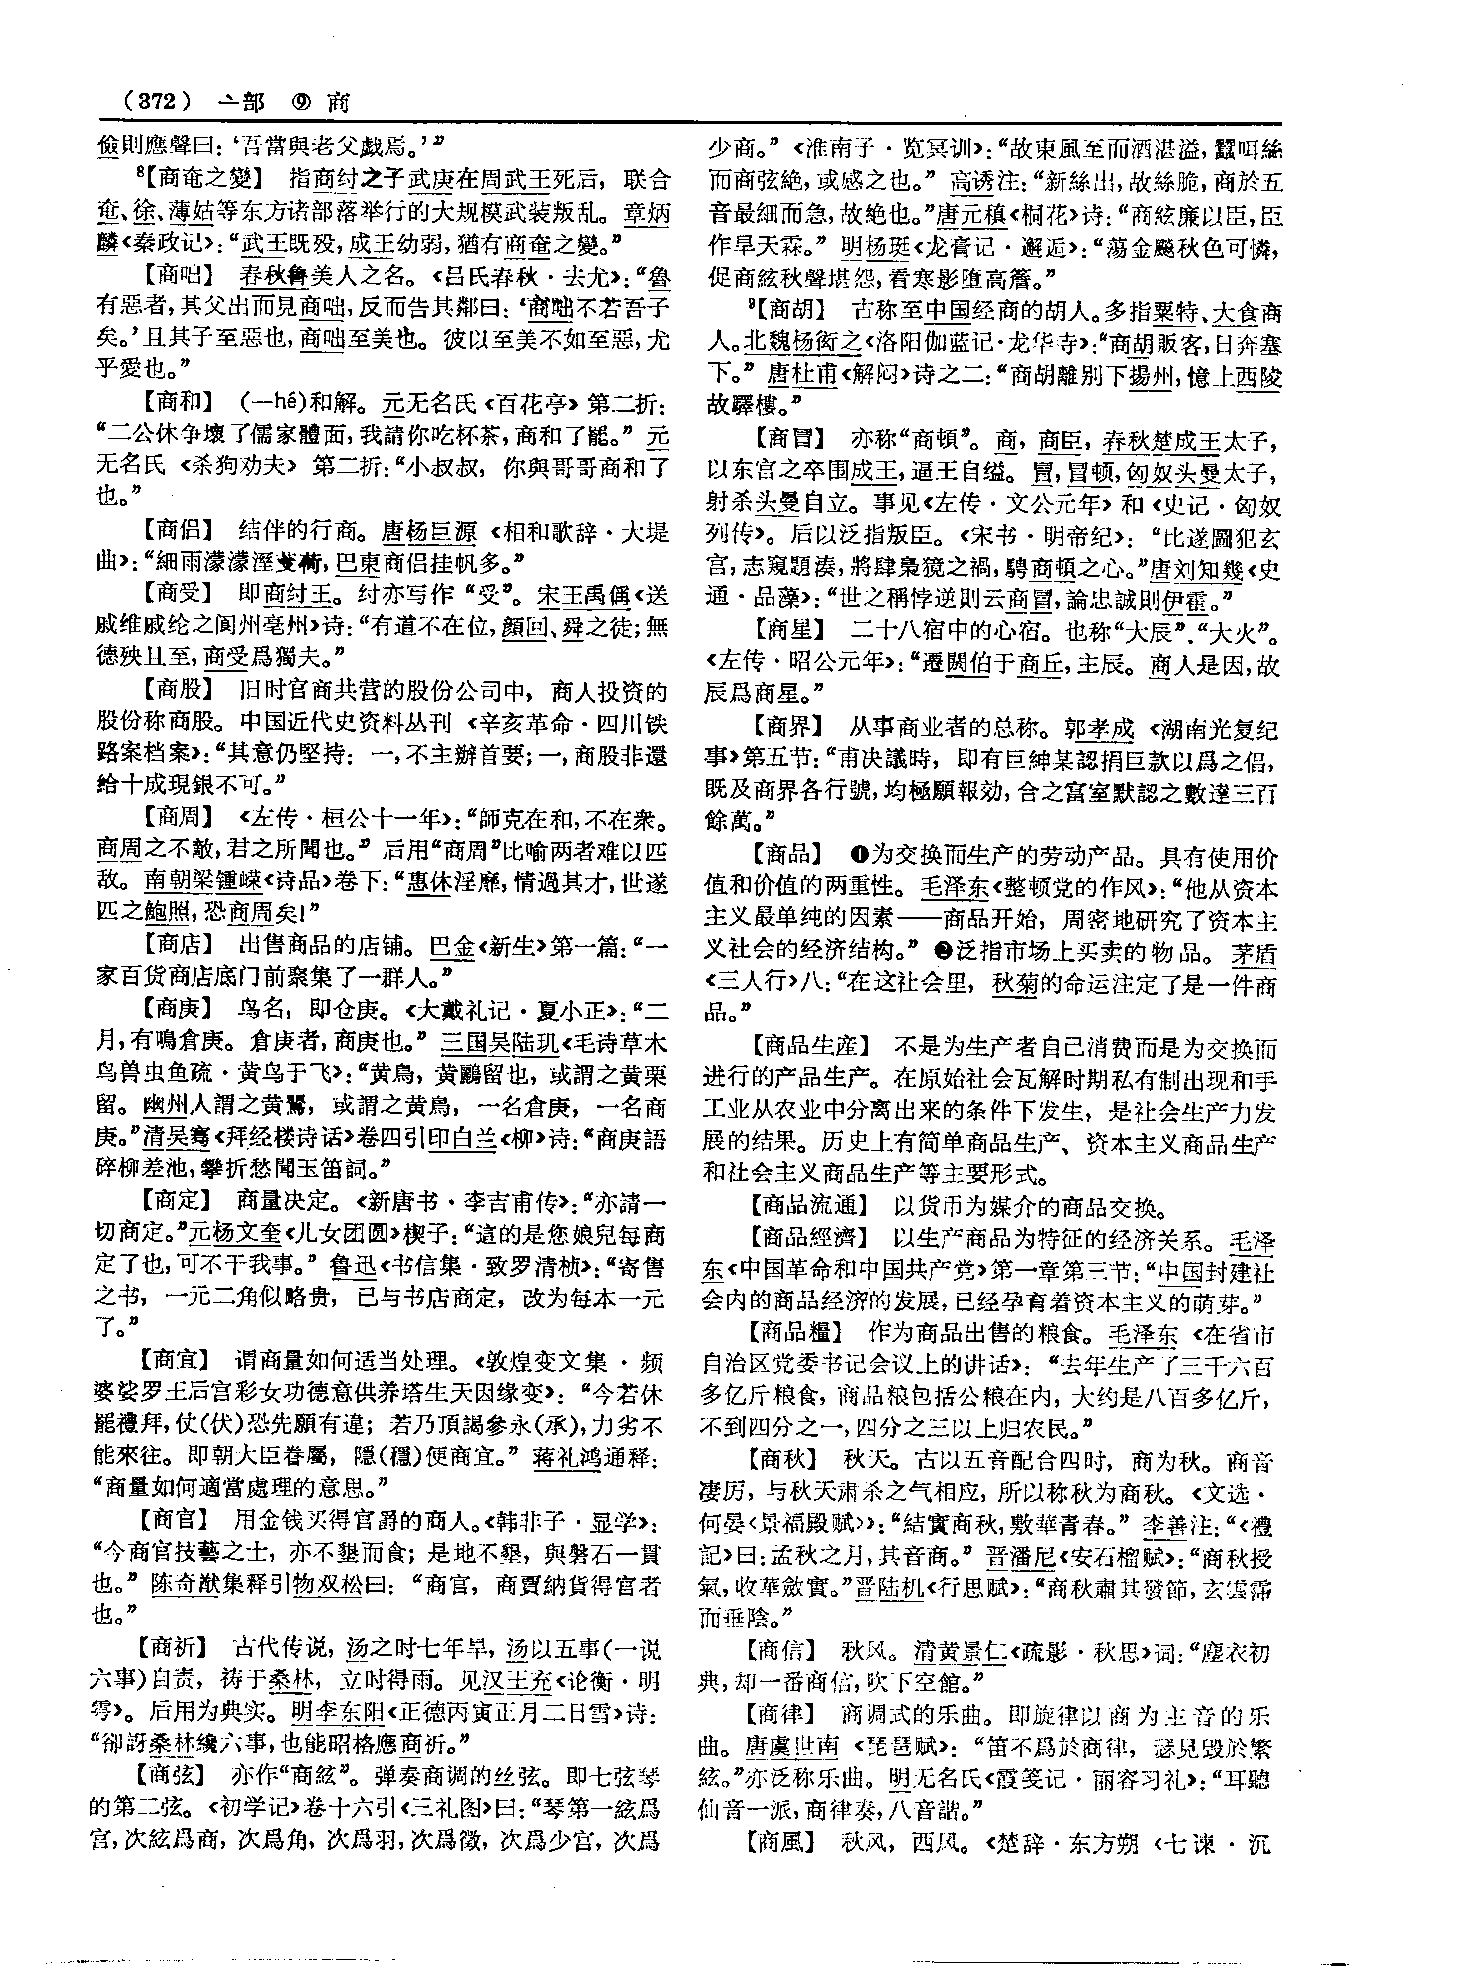 (372) 亠部 ⑨ 商
儉則應聲曰：‘吾當與老父戲焉。’”
⁸【商奄之變】 指商纣之子武庚在周武王死后，联合
奄、徐、薄姑等东方诸部落举行的大规模武装叛乱。章炳
麟《秦政记》：“武王既殁，成王幼弱，猶有商奄之變。”
【商咄】 春秋鲁美人之名。《吕氏春秋·去尤》：“魯
有惡者，其父出而見商咄，反而告其鄰曰：‘商咄不若吾子
矣。’且其子至惡也，商咄至美也。彼以至美不如至惡，尤
乎愛也。”
【商和】 (—hé)和解。元无名氏《百花亭》第二折：
“二公休争壞了儒家體面，我請你吃杯茶，商和了罷。”元
无名氏《杀狗劝夫》第二折：“小叔叔，你與哥哥商和了
也。”
【商侣】 结伴的行商。唐杨巨源《相和歌辞·大堤
曲》：“細雨濛濛溼芰荷，巴東商侣挂帆多。”
【商受】 即商纣王。纣亦写作“受”。宋王禹偁《送
戚维戚纶之阆州亳州》诗：“有道不在位，顔回、舜之徒；無
德殃且至，商受爲獨夫。”
【商股】 旧时官商共营的股份公司中，商人投资的
股份称商股。中国近代史资料丛刊《辛亥革命·四川铁
路案档案》：“其意仍堅持：一，不主辦首要；一，商股非還
給十成現銀不可。”
【商周】 《左传·桓公十一年》：“師克在和，不在衆。
商周之不敵，君之所聞也。”后用“商周”比喻两者难以匹
敌。南朝梁锺嵘《诗品》卷下：“惠休淫靡，情過其才，世遂
匹之鮑照，恐商周矣！”
【商店】 出售商品的店铺。巴金《新生》第一篇：“一
家百货商店底门前聚集了一群人。”
【商庚】 鸟名，即仓庚。《大戴礼记·夏小正》：“二
月，有鳴倉庚。倉庚者，商庚也。”三国吴陆玑《毛诗草木
鸟兽虫鱼疏·黄鸟于飞》：“黄鳥，黄鸝留也，或謂之黄栗
留。幽州人謂之黄鸎，或謂之黄鳥，一名倉庚，一名商
庚。”清吴骞《拜经楼诗话》卷四引印白兰《柳》诗：“商庚語
碎柳差池，攀折愁聞玉笛詞。”
【商定】 商量决定。《新唐书·李吉甫传》：“亦請一
切商定。”元杨文奎《儿女团圆》楔子：“這的是您娘兒每商
定了也，可不干我事。”鲁迅《书信集·致罗清桢》：“寄售
之书，一元二角似略贵，已与书店商定，改为每本一元
了。”
【商宜】 谓商量如何适当处理。《敦煌变文集·频
婆娑罗王后宫彩女功德意供养塔生天因缘变》：“今若休
罷禮拜，仗(伏)恐先願有違；若乃頂謁參永(承)，力劣不
能來往。即朝大臣眷屬，隱(穩)便商宜。”蒋礼鸿通释：
“商量如何適當處理的意思。”
【商官】 用金钱买得官爵的商人。《韩非子·显学》：
“今商官技藝之士，亦不墾而食；是地不墾，與磐石一貫
也。”陈奇猷集释引物双松曰：“商官，商賈納貨得官者
也。”
【商祈】 古代传说，汤之时七年旱，汤以五事(一说
六事)自责，祷于桑林，立时得雨。见汉王充《论衡·明
雩》。后用为典实。明李东阳《正德丙寅正月二日雪》诗：
“卻訝桑林纔六事，也能昭格應商祈。”
【商弦】 亦作“商絃”。弹奏商调的丝弦。即七弦琴
的第二弦。《初学记》卷十六引《三礼图》曰：“琴第一絃爲
宫，次絃爲商，次爲角，次爲羽，次爲徵，次爲少宫，次爲
少商。”《淮南子·览冥训》：“故東風至而酒湛溢，蠶咡絲
而商弦絶，或感之也。”高诱注：“新絲出，故絲脆，商於五
音最細而急，故絶也。”唐元稹《桐花》诗：“商絃廉以臣，臣
作旱天霖。”明杨珽《龙膏记·邂逅》：“蕩金飈秋色可憐，
促商絃秋聲堪怨，看寒影墮高簷。”
⁹【商胡】 古称至中国经商的胡人。多指粟特、大食商
人。北魏杨衒之《洛阳伽蓝记·龙华寺》：“商胡販客，日奔塞
下。”唐杜甫《解闷》诗之二：“商胡離别下揚州，憶上西陵
故驛樓。”
【商冒】 亦称“商頓”。商，商臣，春秋楚成王太子，
以东宫之卒围成王，逼王自缢。冒，冒顿，匈奴头曼太子，
射杀头曼自立。事见《左传·文公元年》和《史记·匈奴
列传》。后以泛指叛臣。《宋书·明帝纪》：“比遂圖犯玄
宫，志窺題湊，將肆梟獍之禍，騁商頓之心。”唐刘知幾《史
通·品藻》：“世之稱悖逆則云商冒，論忠誠則伊霍。”
【商星】 二十八宿中的心宿。也称“大辰”、“大火”。
《左传·昭公元年》：“遷閼伯于商丘，主辰。商人是因，故
辰爲商星。”
【商界】 从事商业者的总称。郭孝成《湖南光复纪
事》第五节：“甫决議時，即有巨紳某認捐巨款以爲之侣，
既及商界各行號，均極願報効，合之富室默認之數達三百
餘萬。”
【商品】 ❶为交换而生产的劳动产品。具有使用价
值和价值的两重性。毛泽东《整顿党的作风》：“他从资本
主义最单纯的因素——商品开始，周密地研究了资本主
义社会的经济结构。”❷泛指市场上买卖的物品。茅盾
《三人行》八：“在这社会里，秋菊的命运注定了是一件商
品。”
【商品生産】 不是为生产者自己消费而是为交换而
进行的产品生产。在原始社会瓦解时期私有制出现和手
工业从农业中分离出来的条件下发生，是社会生产力发
展的结果。历史上有简单商品生产、资本主义商品生产
和社会主义商品生产等主要形式。
【商品流通】 以货币为媒介的商品交换。
【商品經濟】 以生产商品为特征的经济关系。毛泽
东《中国革命和中国共产党》第一章第三节：“中国封建社
会内的商品经济的发展，已经孕育着资本主义的萌芽。”
【商品糧】 作为商品出售的粮食。毛泽东《在省市
自治区党委书记会议上的讲话》：“去年生产了三千六百
多亿斤粮食，商品粮包括公粮在内，大约是八百多亿斤，
不到四分之一，四分之三以上归农民。”
【商秋】 秋天。古以五音配合四时，商为秋。商音
凄厉，与秋天肃杀之气相应，所以称秋为商秋。《文选·
何晏〈景福殿赋〉》：“結實商秋，敷華青春。”李善注：“《禮
記》曰：孟秋之月，其音商。”晋潘尼《安石榴赋》：“商秋授
氣，收華斂實。”晋陆机《行思赋》：“商秋肅其發節，玄雲霈
而垂陰。”
【商信】 秋风。清黄景仁《疏影·秋思》词：“塵衣初
典，却一番商信，吹下空館。”
【商律】 商调式的乐曲。即旋律以商为主音的乐
曲。唐虞世南《琵琶赋》：“笛不爲於商律，瑟見毁於繁
絃。”亦泛称乐曲。明无名氏《霞笺记·丽容习礼》：“耳聽
仙音一派，商律奏，八音諧。”
【商風】 秋风，西风。《楚辞·东方朔〈七谏·沉